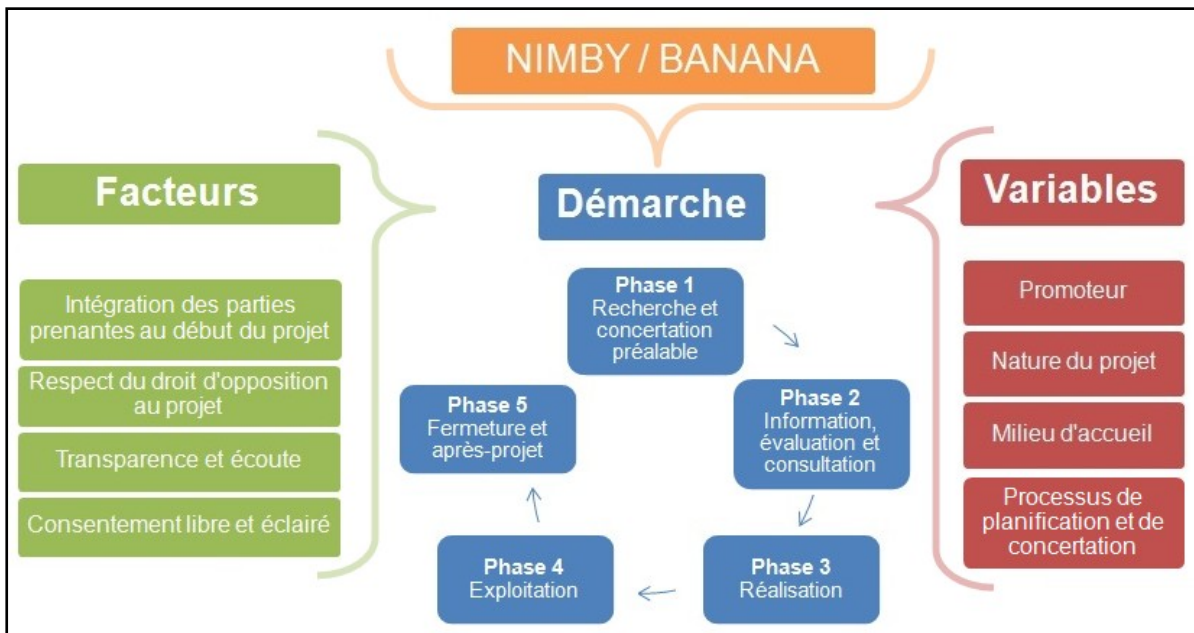 NIMBY / BANANA
Facteurs
Intégration des parties
prenantes au début du projet
Respect du droit d'opposition
au projet
Transparence et écoute
Consentement libre et éclairé
Démarche
Phase 1
Recherche et
concertation
préalable
Phase 2
Information,
évaluation et
consultation
Phase 3
Réalisation
Phase 4
Exploitation
Phase 5
Fermeture et
après-projet
Variables
Promoteur
Nature du projet
Milieu d'accueil
Processus de
planification et de
concertation